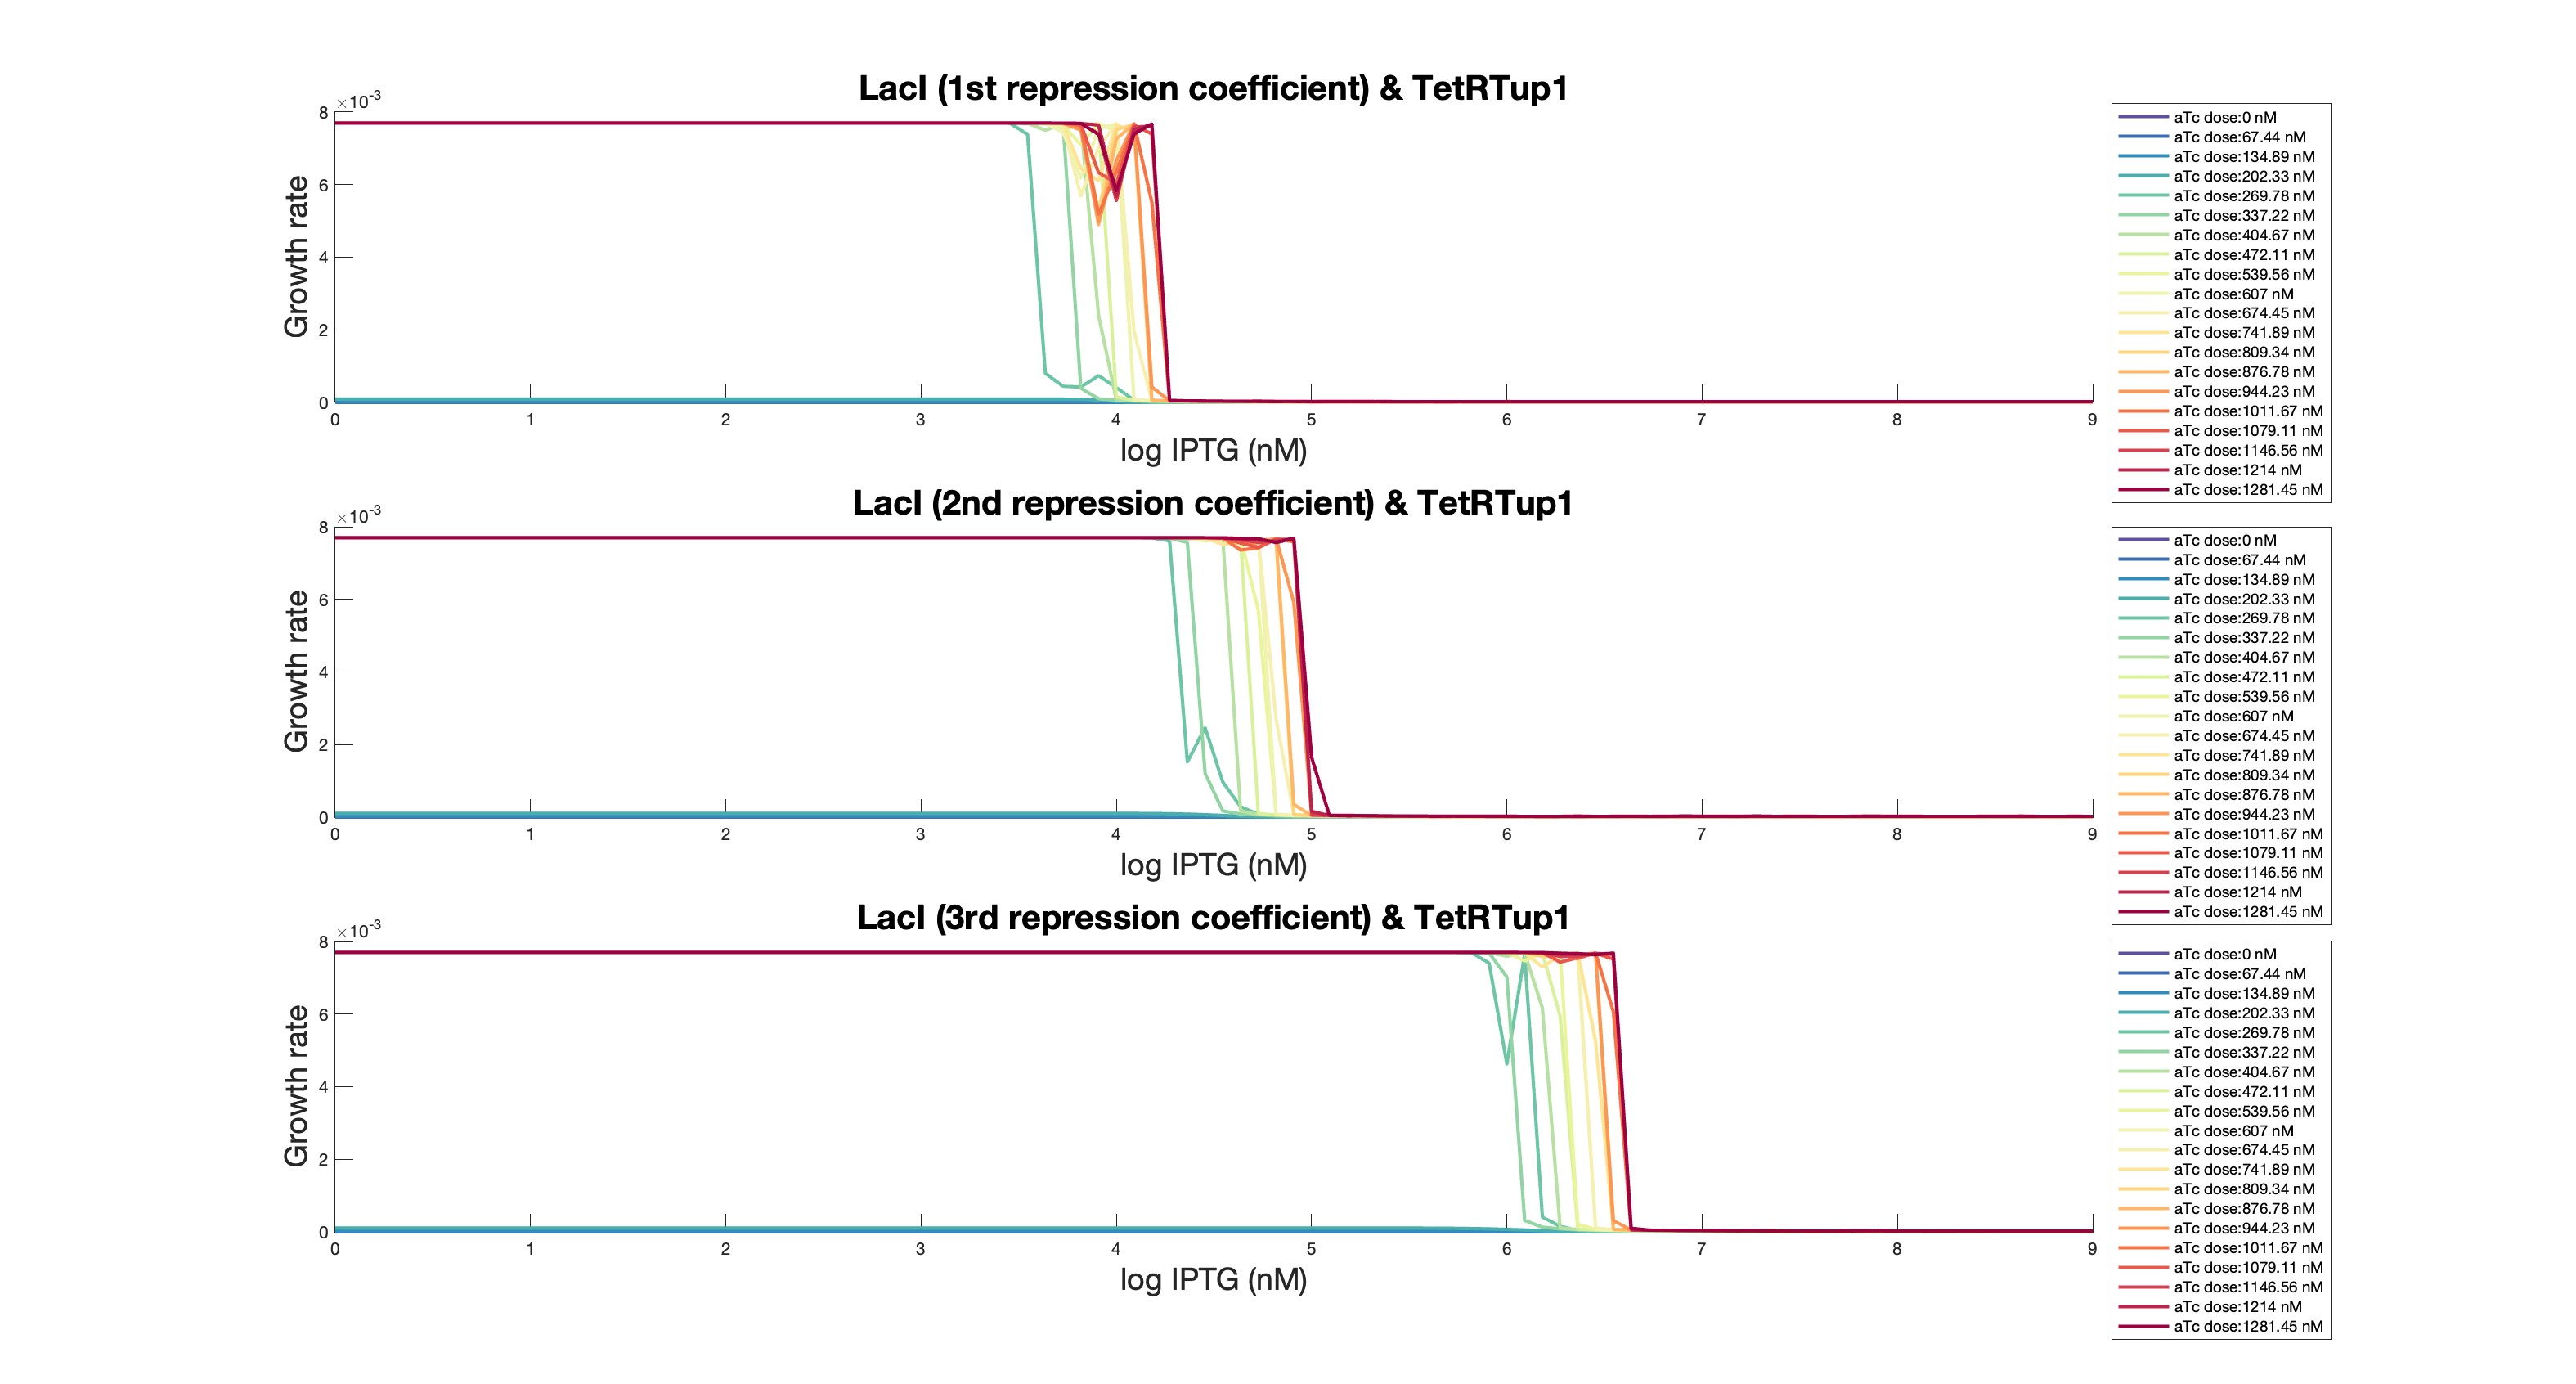 LacI (1st repression coefficient) & TetRTup1
×10-3
8
6
4
2
0
Growth rate
0 1 2 3 4 5 6 7 8 9
log IPTG (nM)
aTc dose:0 nM
aTc dose:67.44 nM
aTc dose:134.89 nM
aTc dose:202.33 nM
aTc dose:269.78 nM
aTc dose:337.22 nM
aTc dose:404.67 nM
aTc dose:472.11 nM
aTc dose:539.56 nM
aTc dose:607 nM
aTc dose:674.45 nM
aTc dose:741.89 nM
aTc dose:809.34 nM
aTc dose:876.78 nM
aTc dose:944.23 nM
aTc dose:1011.67 nM
aTc dose:1079.11 nM
aTc dose:1146.56 nM
aTc dose:1214 nM
aTc dose:1281.45 nM
LacI (2nd repression coefficient) & TetRTup1
×10-3
8
6
4
2
0
Growth rate
0 1 2 3 4 5 6 7 8 9
log IPTG (nM)
aTc dose:0 nM
aTc dose:67.44 nM
aTc dose:134.89 nM
aTc dose:202.33 nM
aTc dose:269.78 nM
aTc dose:337.22 nM
aTc dose:404.67 nM
aTc dose:472.11 nM
aTc dose:539.56 nM
aTc dose:607 nM
aTc dose:674.45 nM
aTc dose:741.89 nM
aTc dose:809.34 nM
aTc dose:876.78 nM
aTc dose:944.23 nM
aTc dose:1011.67 nM
aTc dose:1079.11 nM
aTc dose:1146.56 nM
aTc dose:1214 nM
aTc dose:1281.45 nM
LacI (3rd repression coefficient) & TetRTup1
×10-3
8
6
4
2
0
Growth rate
0 1 2 3 4 5 6 7 8 9
log IPTG (nM)
aTc dose:0 nM
aTc dose:67.44 nM
aTc dose:134.89 nM
aTc dose:202.33 nM
aTc dose:269.78 nM
aTc dose:337.22 nM
aTc dose:404.67 nM
aTc dose:472.11 nM
aTc dose:539.56 nM
aTc dose:607 nM
aTc dose:674.45 nM
aTc dose:741.89 nM
aTc dose:809.34 nM
aTc dose:876.78 nM
aTc dose:944.23 nM
aTc dose:1011.67 nM
aTc dose:1079.11 nM
aTc dose:1146.56 nM
aTc dose:1214 nM
aTc dose:1281.45 nM